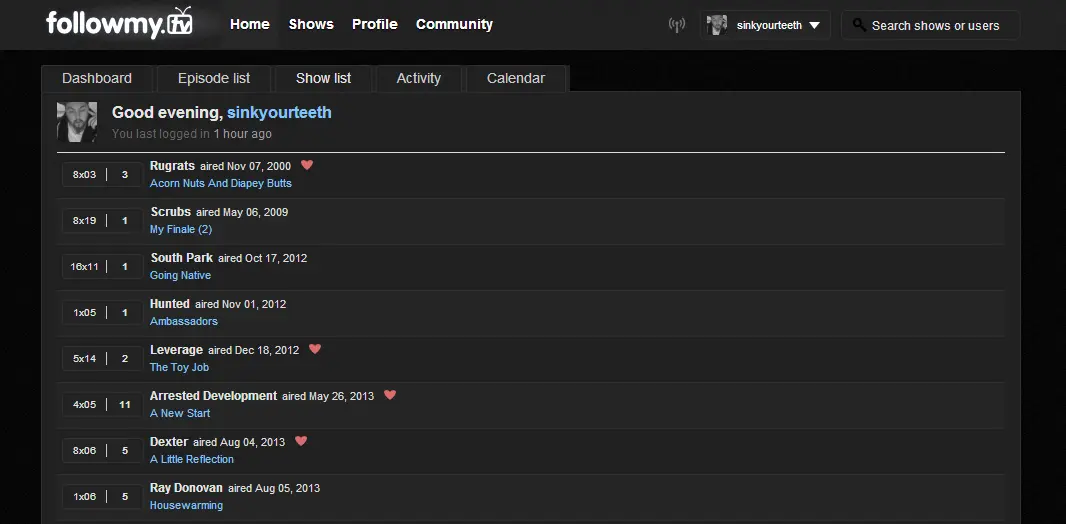 followmy.tv Home Shows Profile Community sinkyourteeth Search shows or users
Dashboard Episode list Show list Activity Calendar
Good evening, sinkyourteeth
You last logged in 1 hour ago
8x03 | 3 Rugrats aired Nov 07, 2000
Acorn Nuts And Diapey Butts
8x19 | 1 Scrubs aired May 06, 2009
My Finale (2)
16x11 | 1 South Park aired Oct 17, 2012
Going Native
1x05 | 1 Hunted aired Nov 01, 2012
Ambassadors
5x14 | 2 Leverage aired Dec 18, 2012
The Toy Job
4x05 | 11 Arrested Development aired May 26, 2013
A New Start
8x06 | 5 Dexter aired Aug 04, 2013
A Little Reflection
1x06 | 5 Ray Donovan aired Aug 05, 2013
Housewarming